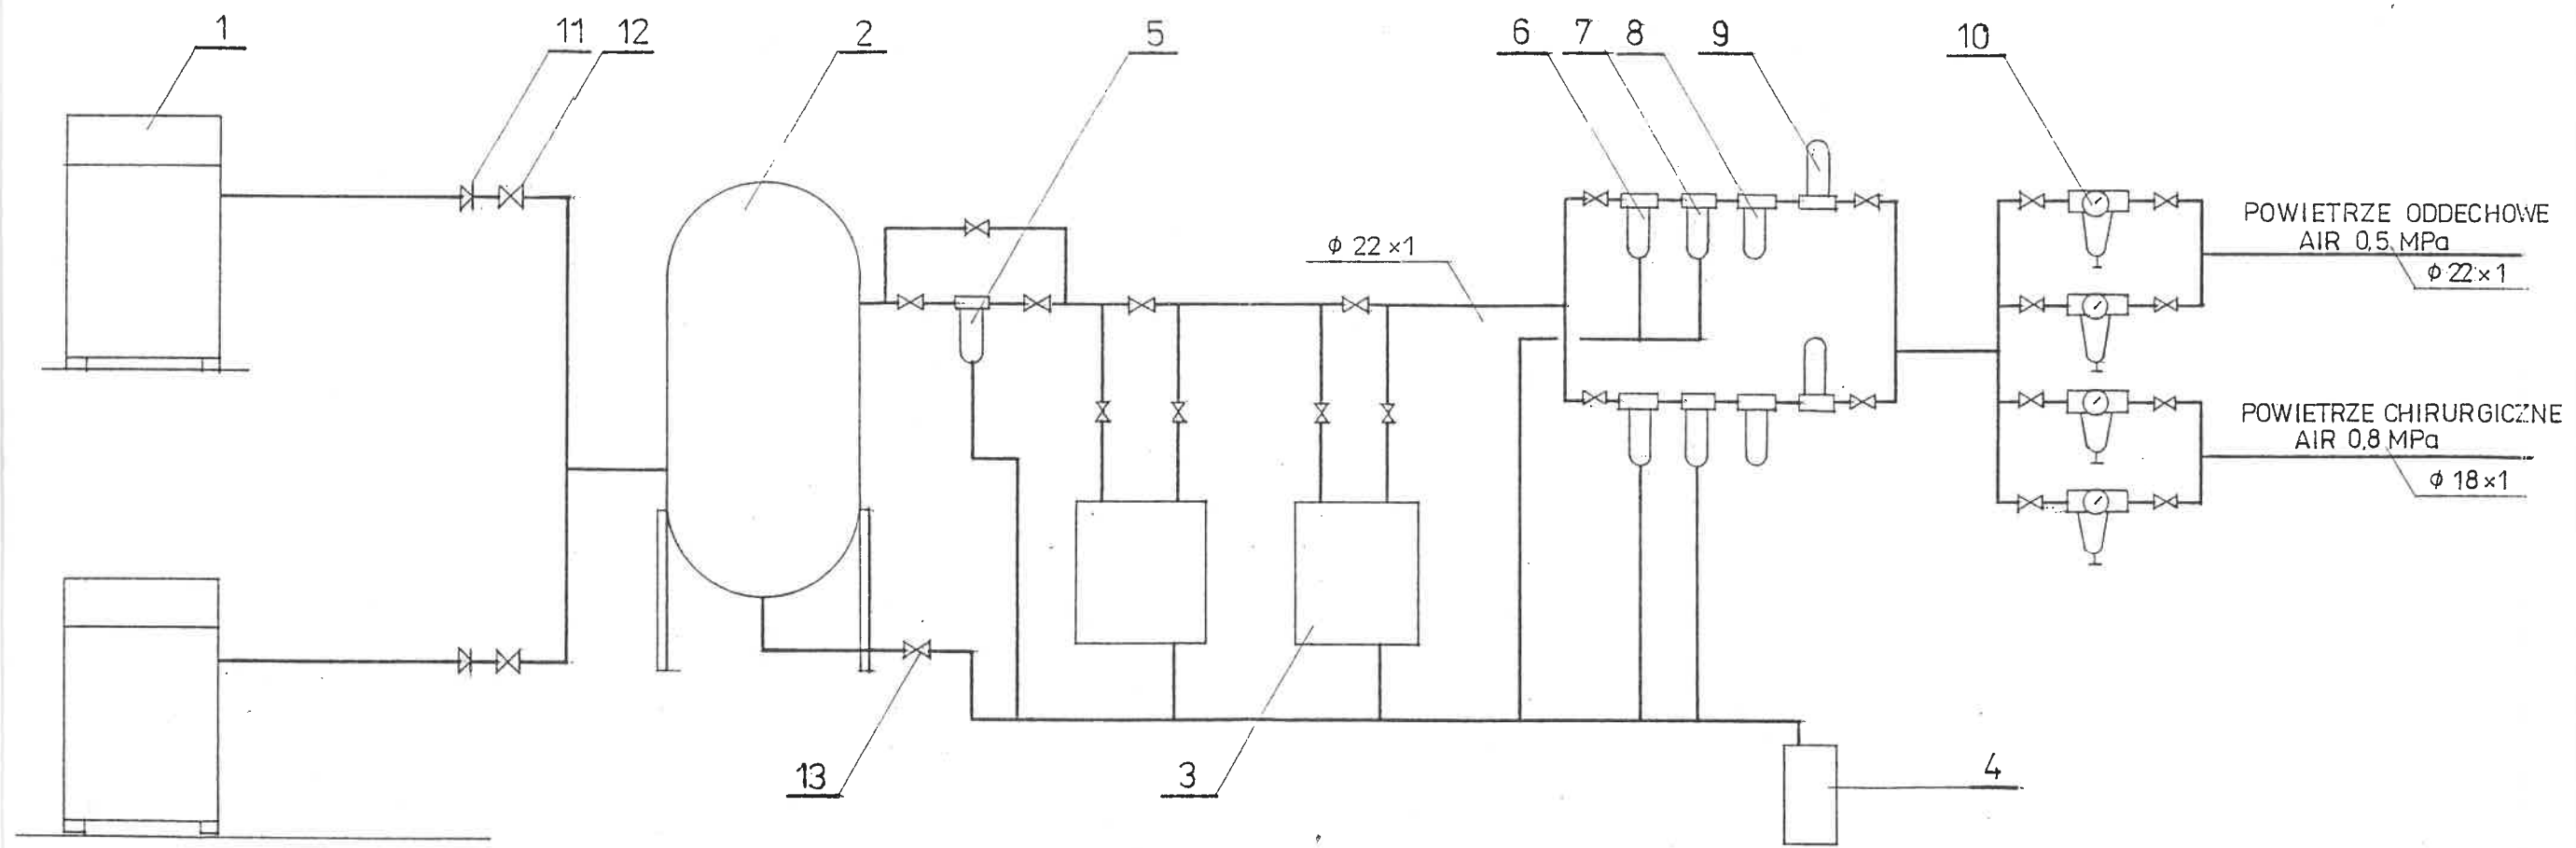 1
11
12
2
5
6
7
8
9
10
ϕ 22×1
POWIETRZE ODDECHOWE
AIR 0,5 MPa
ϕ 22×1
POWIETRZE CHIRURGICZNE
AIR 0,8 MPa
ϕ 18×1
13
3
4